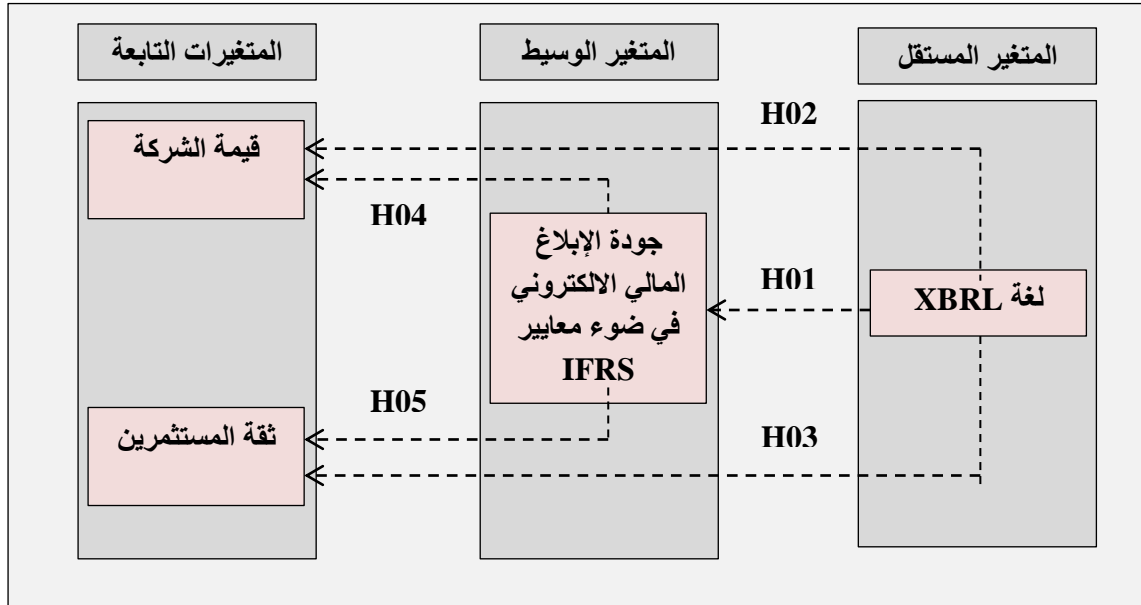 المتغير المستقل
المتغير الوسيط
المتغيرات التابعة
H02
قيمة الشركة
H04
جودة الإبلاغ
المالي الالكتروني
في ضوء معايير
IFRS
H01
لغة XBRL
H05
ثقة المستثمرين
H03